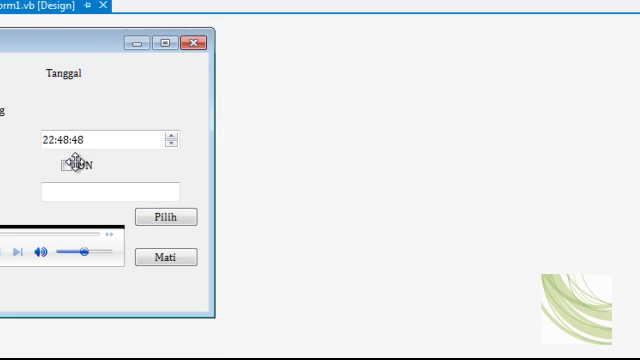 orm1.vb [Design]
Tanggal
g
22:48:48
ON
Pilih
Mati